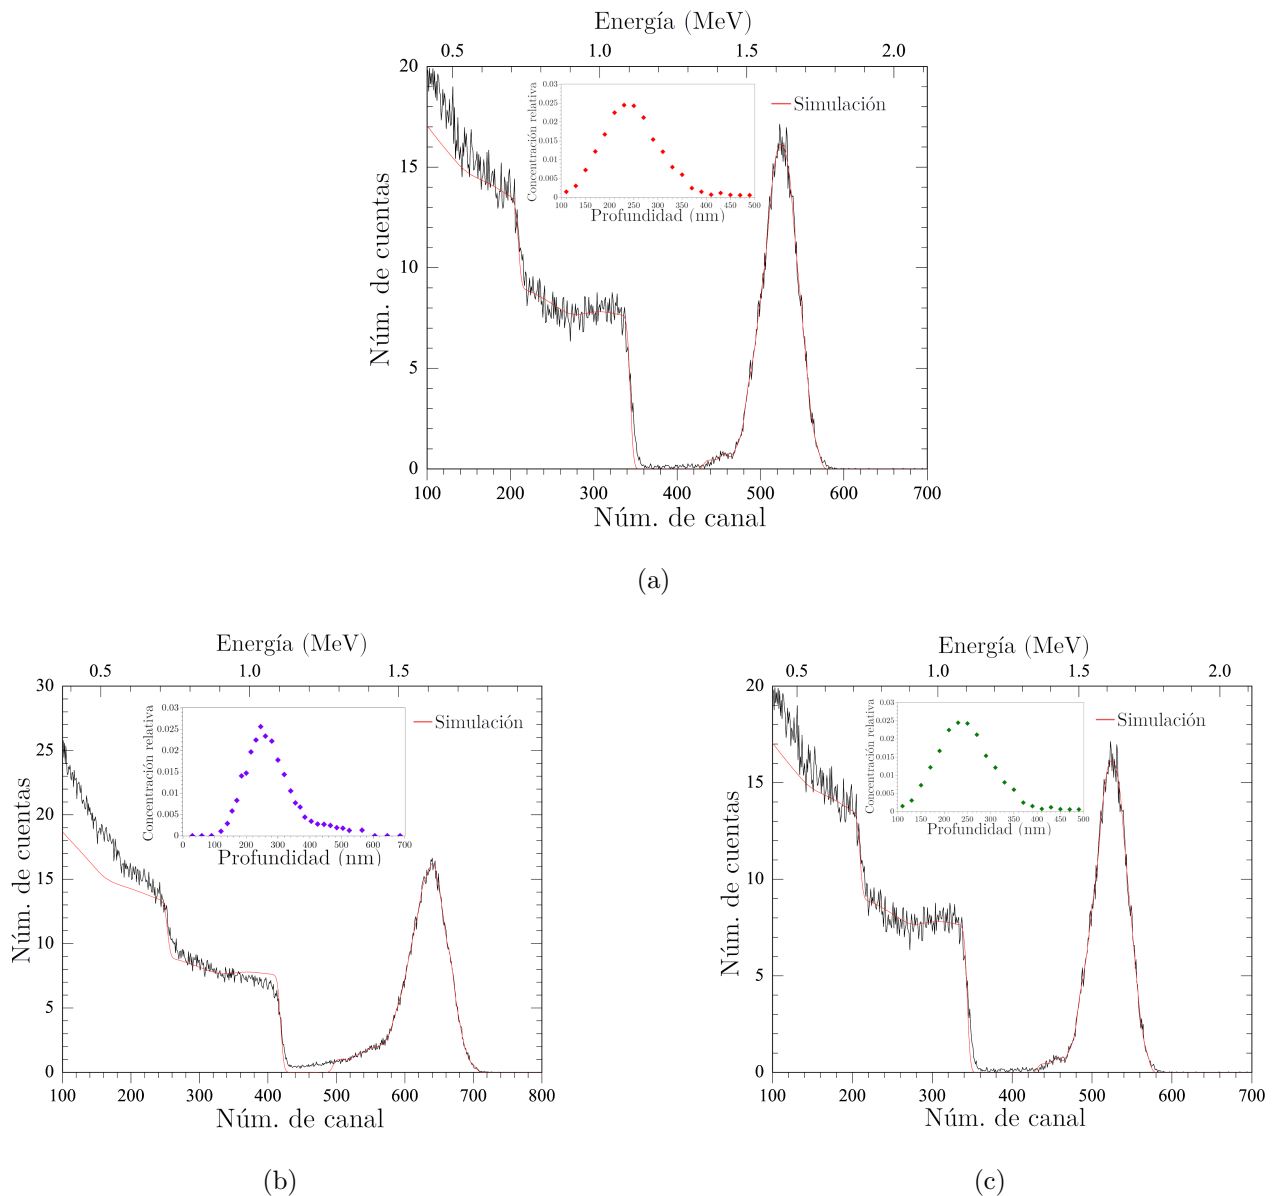 Energía (MeV)
0.5 1.0 1.5 2.0
20
15
10
5
0
Núm. de cuentas
Simulación
0.03
0.025
0.02
0.015
0.01
0.005
0
Concentración relativa
100 150 200 250 300 350 400 450 500
Profundidad (nm)
100 200 300 400 500 600 700
Núm. de canal
(a)
Energía (MeV)
0.5 1.0 1.5
30
25
20
15
10
5
0
Núm. de cuentas
Simulación
0.03
0.025
0.02
0.015
0.01
0.005
0
Concentración relativa
0 100 200 300 400 500 600 700
Profundidad (nm)
100 200 300 400 500 600 700 800
Núm. de canal
(b)
Energía (MeV)
0.5 1.0 1.5 2.0
20
15
10
5
0
Núm. de cuentas
Simulación
0.03
0.025
0.02
0.015
0.01
0.005
0
Concentración relativa
100 150 200 250 300 350 400 450 500
Profundidad (nm)
100 200 300 400 500 600 700
Núm. de canal
(c)